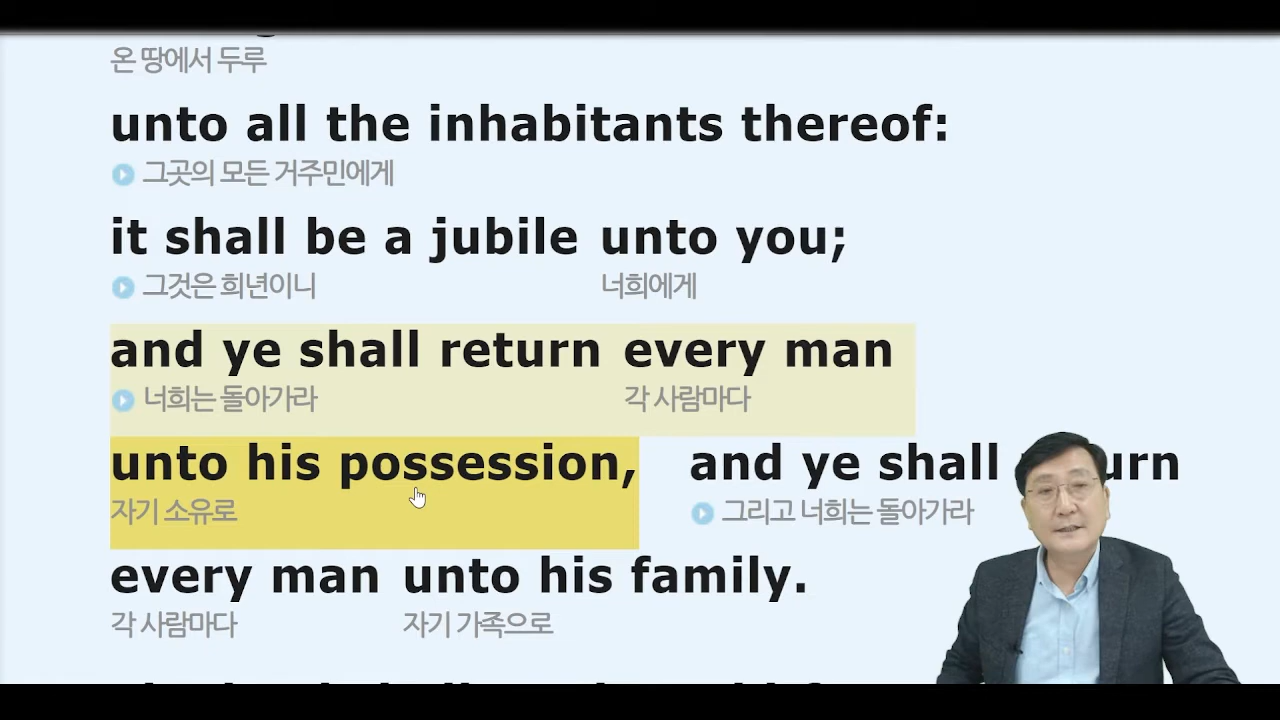 온 땅에서 두루
unto all the inhabitants thereof:
그곳의 모든 거주민에게
it shall be a jubile unto you;
그것은 희년이니 너희에게
and ye shall return every man
너희는 돌아가라 각 사람마다
unto his possession, and ye shall urn
자기 소유로 그리고 너희는 돌아가라
every man unto his family.
각 사람마다 자기 가족으로